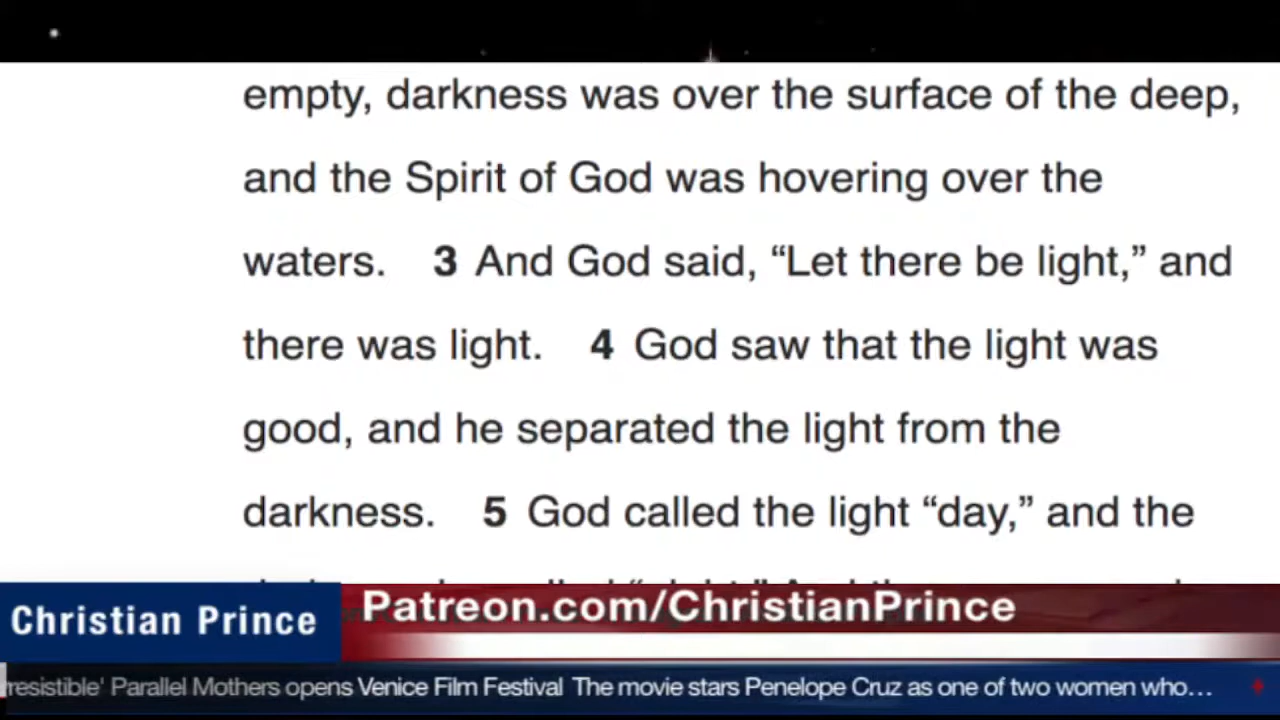 empty, darkness was over the surface of the deep,
and the Spirit of God was hovering over the
waters. 3 And God said, “Let there be light,” and
there was light. 4 God saw that the light was
good, and he separated the light from the
darkness. 5 God called the light “day,” and the
Christian Prince
Patreon.com/ChristianPrince
resistible' Parallel Mothers opens Venice Film Festival The movie stars Penelope Cruz as one of two women who...